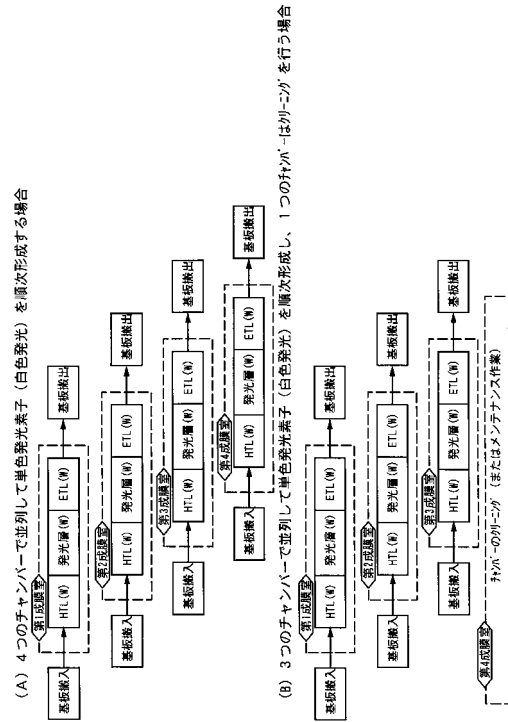 (A) 4つのチャンバーで並列して単色発光素子 (白色発光) を順次形成する場合
第1成膜室
基板搬入
HTL(W)
発光層(W)
ETL(W)
基板搬出
第2成膜室
基板搬入
HTL(W)
発光層(W)
ETL(W)
基板搬出
第3成膜室
基板搬入
HTL(W)
発光層(W)
ETL(W)
基板搬出
第4成膜室
基板搬入
HTL(W)
発光層(W)
ETL(W)
基板搬出
(B) 3つのチャンバーで並列して単色発光素子 (白色発光) を順次形成し、1つのチャンバーはクリーニングを行う場合
第1成膜室
基板搬入
HTL(W)
発光層(W)
ETL(W)
基板搬出
第2成膜室
基板搬入
HTL(W)
発光層(W)
ETL(W)
基板搬出
第3成膜室
基板搬入
HTL(W)
発光層(W)
ETL(W)
基板搬出
第4成膜室
チャンバーのクリーニング (またはメンテナンス作業)